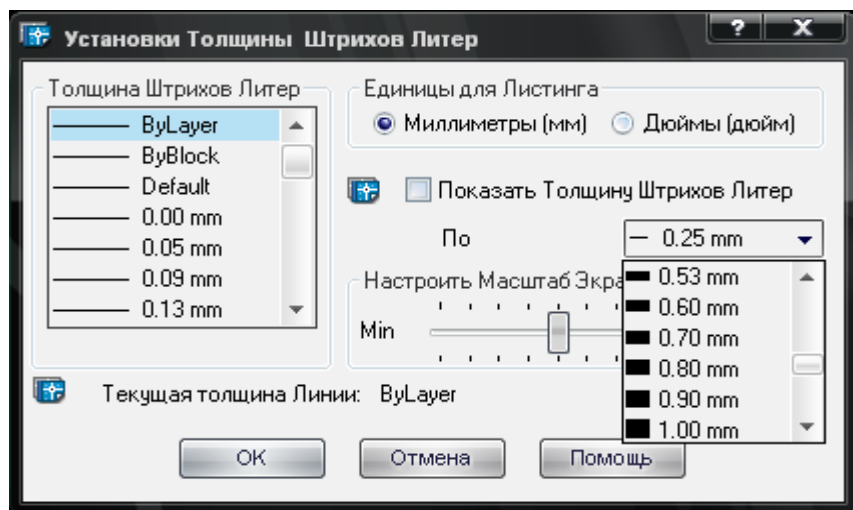 Установки Толщины Штрихов Литер
? X
Толщина Штрихов Литер
ByLayer
ByBlock
Default
0.00 mm
0.05 mm
0.09 mm
0.13 mm
Единицы для Листинга
Миллиметры (мм) Дюймы (дюйм)
Показать Толщину Штрихов Литер
По 0.25 mm
Настроить Масштаб Экра
Min
0.53 mm
0.60 mm
0.70 mm
0.80 mm
0.90 mm
1.00 mm
Текущая толщина Линии: ByLayer
OK Отмена Помощь